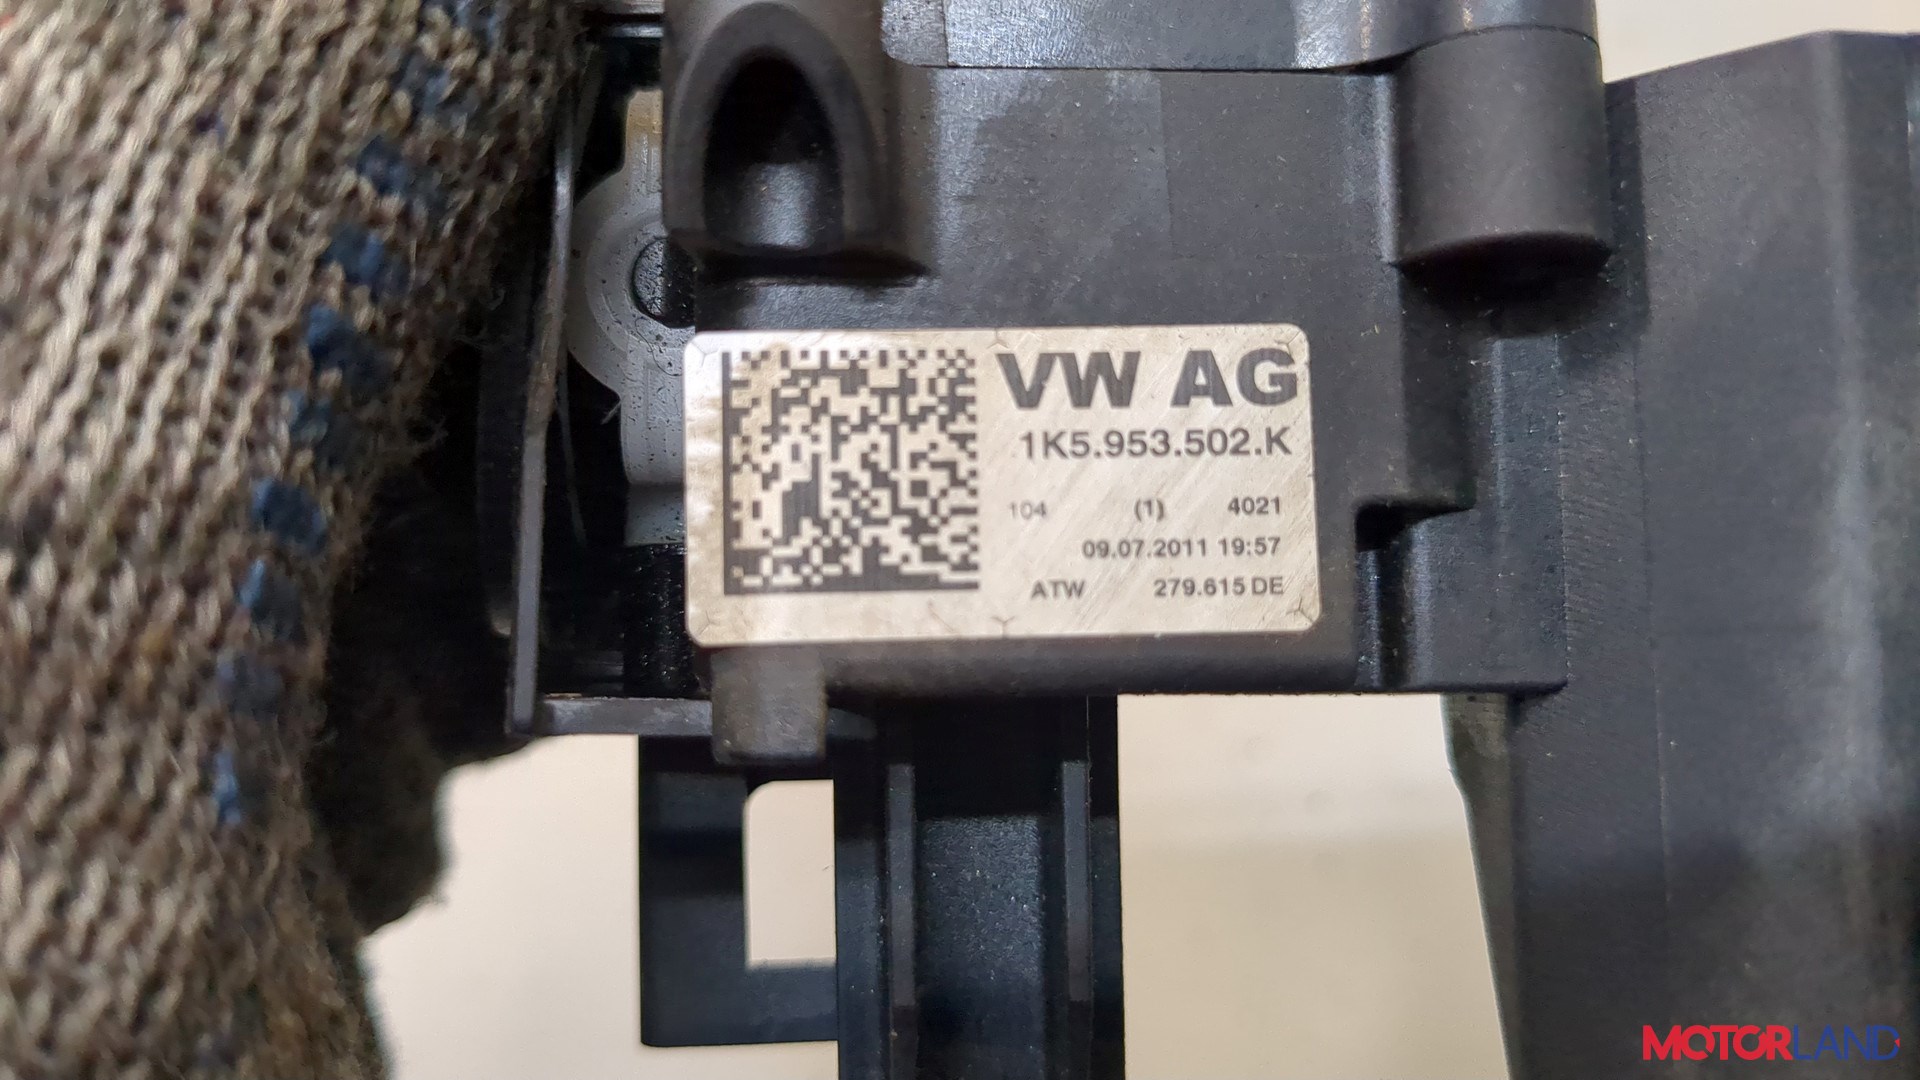 VW AG
1K5.953.502.K
104 (1) 4021
09.07.2011 19:57
ATW 279.615 DE
MOTORLAND